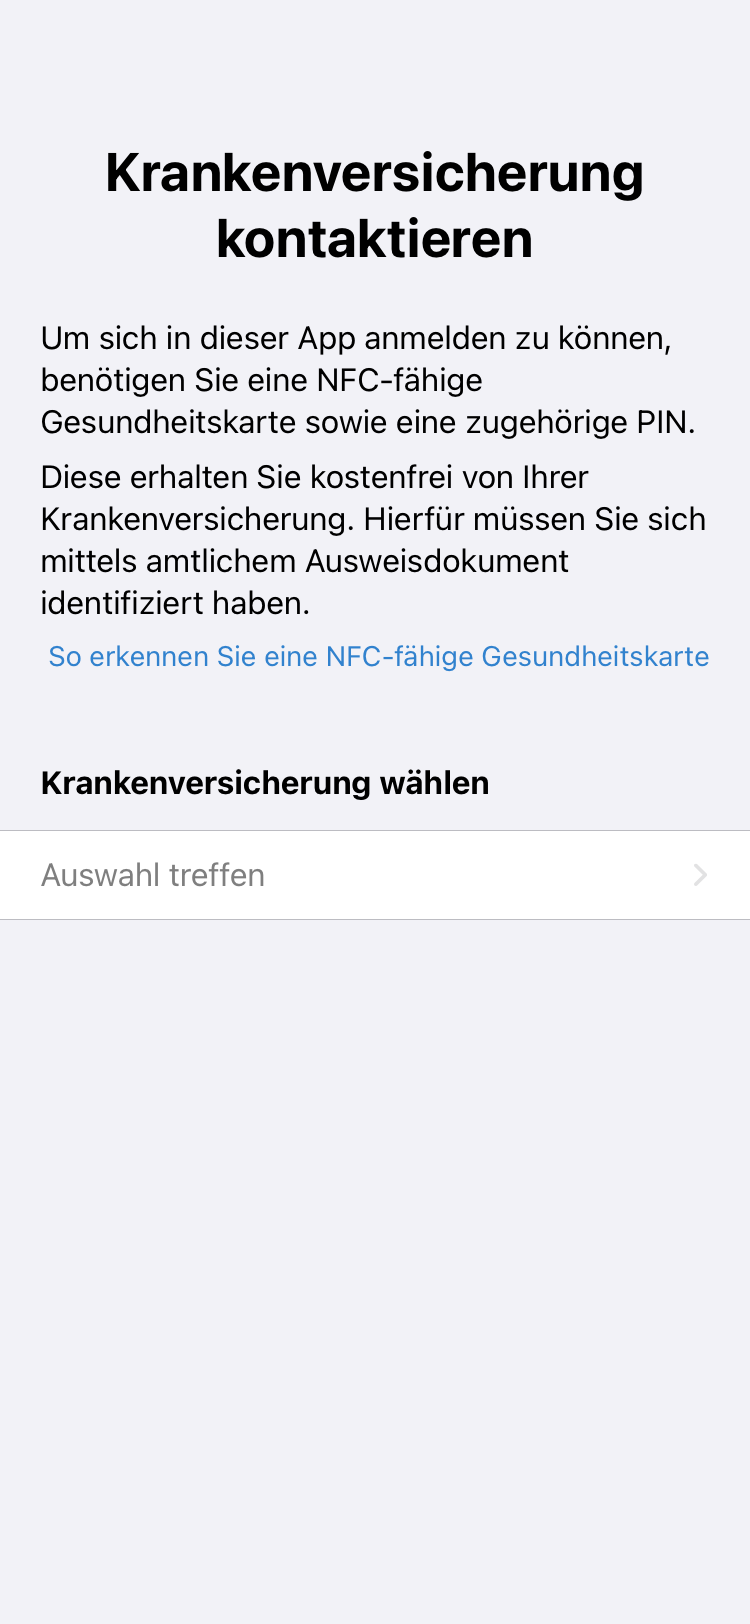 Krankenversicherung
kontaktieren
Um sich in dieser App anmelden zu können,
benötigen Sie eine NFC-fähige
Gesundheitskarte sowie eine zugehörige PIN.
Diese erhalten Sie kostenfrei von Ihrer
Krankenversicherung. Hierfür müssen Sie sich
mittels amtlichem Ausweisdokument
identifiziert haben.
So erkennen Sie eine NFC-fähige Gesundheitskarte
Krankenversicherung wählen
Auswahl treffen